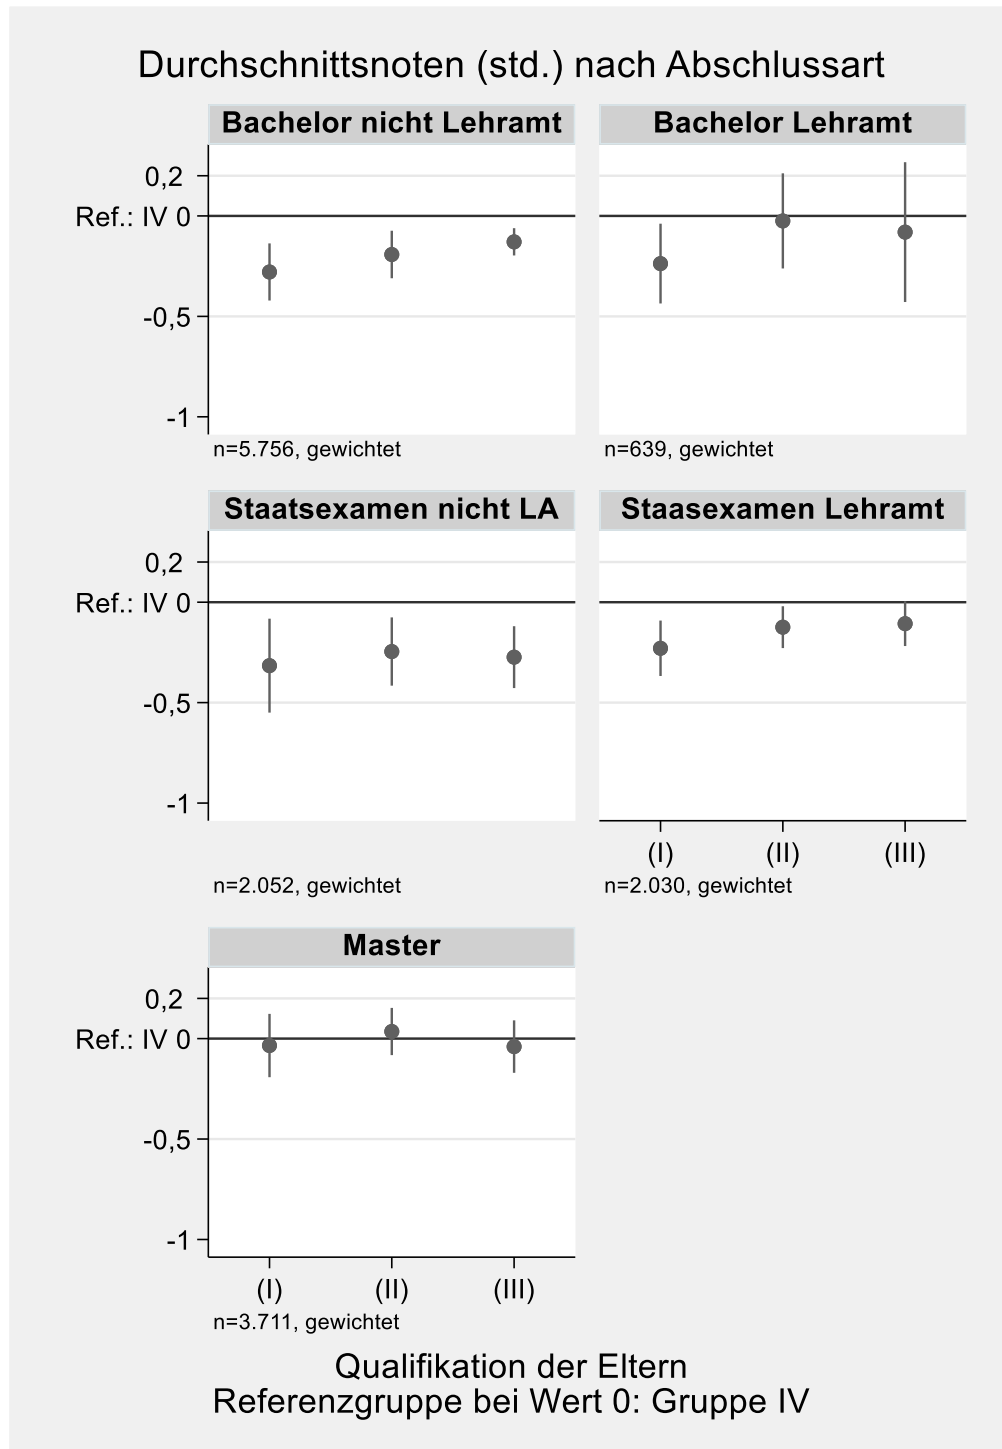 Durchschnittsnoten (std.) nach Abschlussart
Bachelor nicht Lehramt
Bachelor Lehramt
0,2
Ref.: IV 0
-0,5
-1
n=5.756, gewichtet
n=639, gewichtet
Staatsexamen nicht LA
Staasexamen Lehramt
0,2
Ref.: IV 0
-0,5
-1
(I) (II) (III)
n=2.052, gewichtet
n=2.030, gewichtet
Master
0,2
Ref.: IV 0
-0,5
-1
(I) (II) (III)
n=3.711, gewichtet
Qualifikation der Eltern
Referenzgruppe bei Wert 0: Gruppe IV